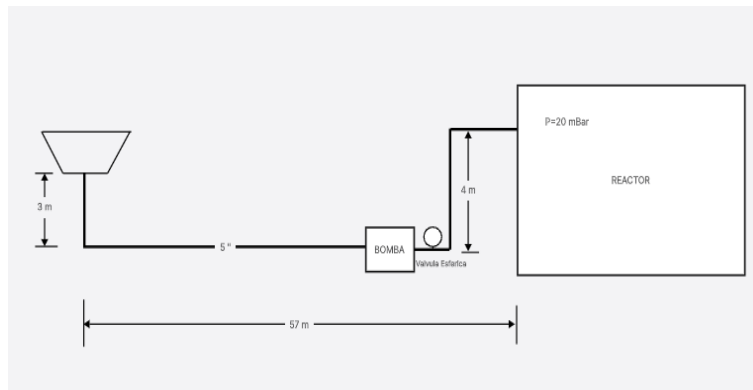 P=20 mBar
REACTOR
3 m
4 m
5 "
BOMBA
Valvula Esferica
57 m